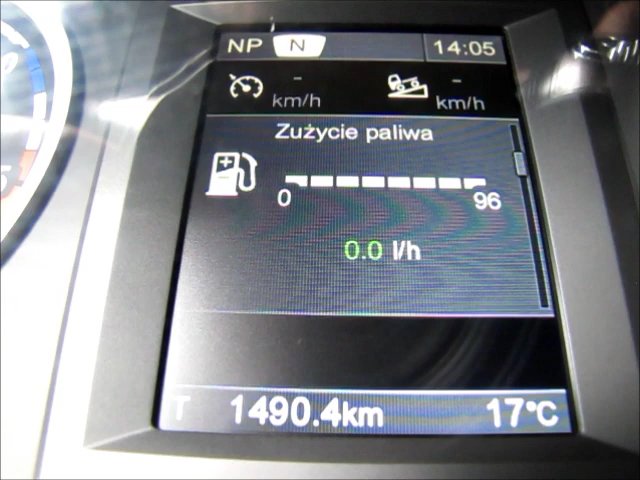 NP N 14:05
- -
km/h km/h
Zużycie paliwa
0 96
0.0 l/h
T 1490.4km 17°C